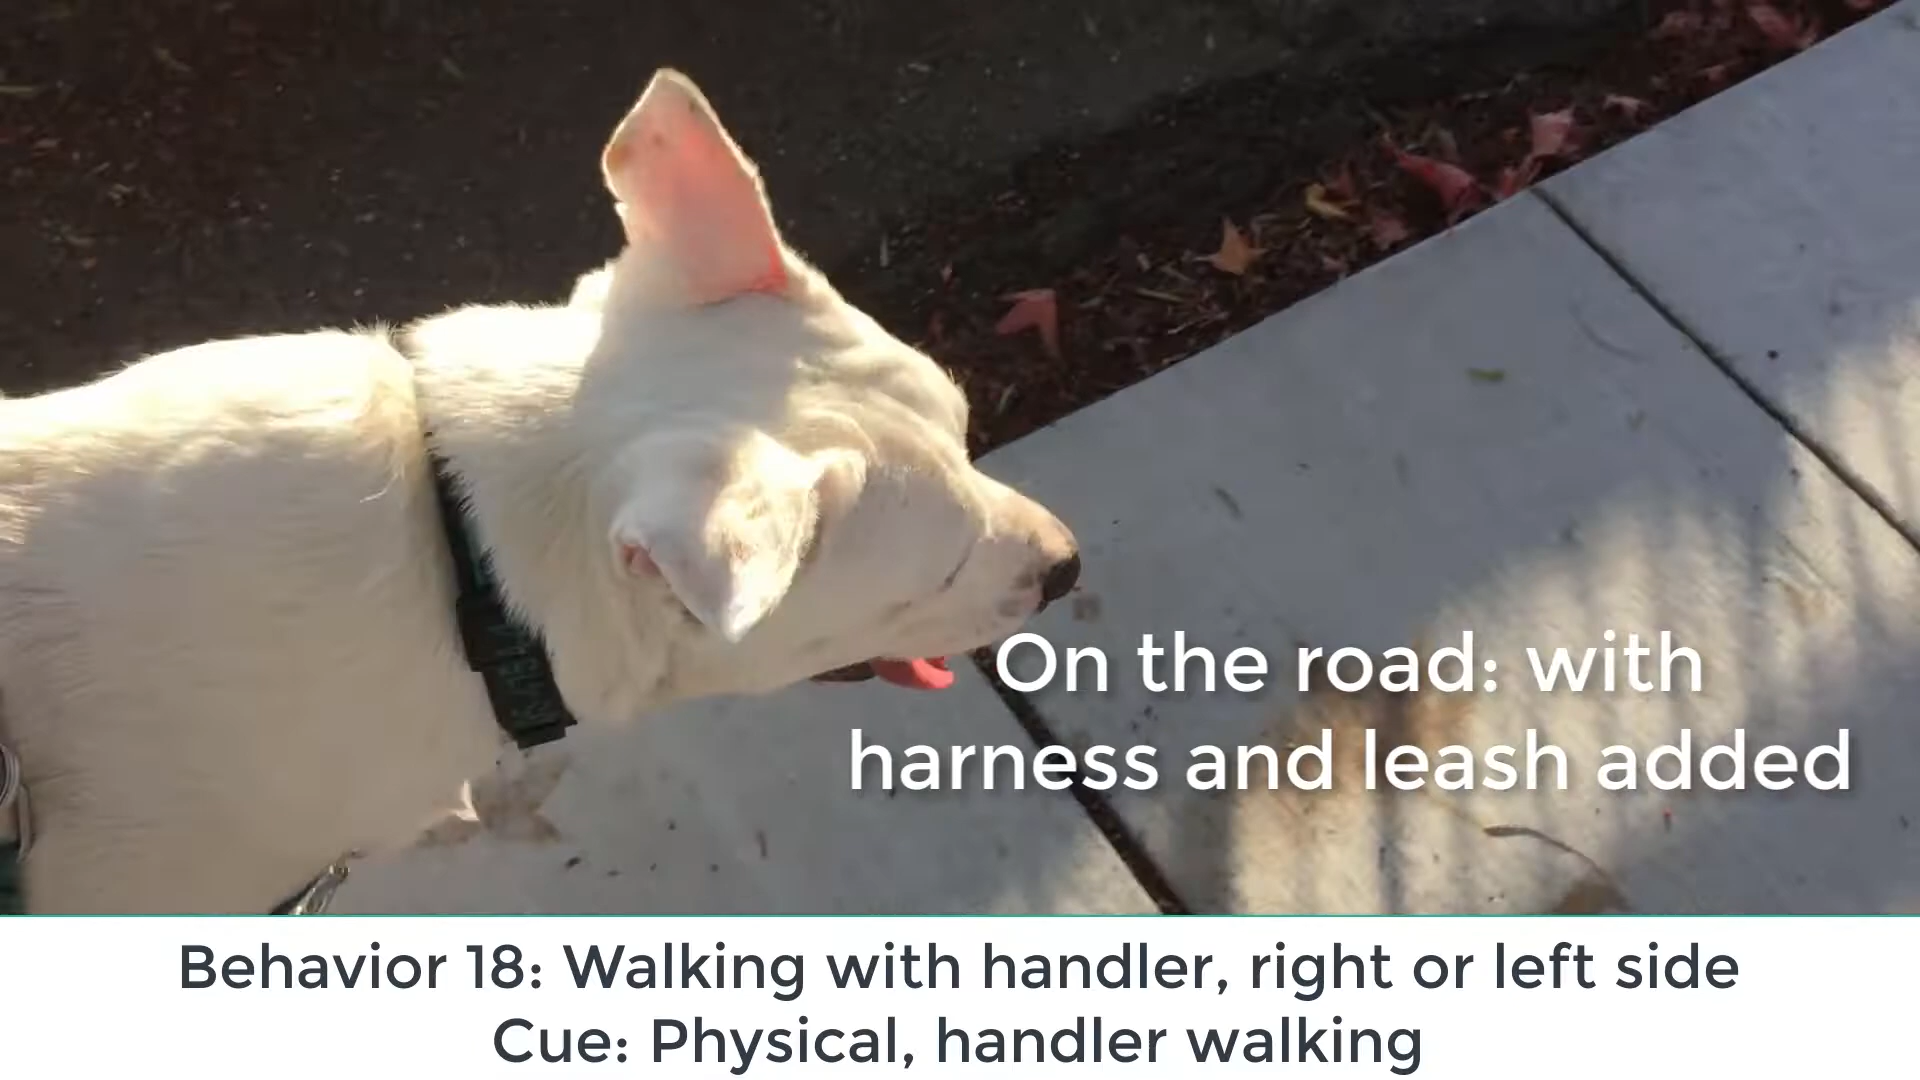 On the road: with
harness and leash added
Behavior 18: Walking with handler, right or left side
Cue: Physical, handler walking